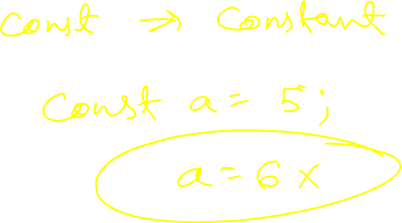 const → Constant
Const a = 5;
a = 6 x